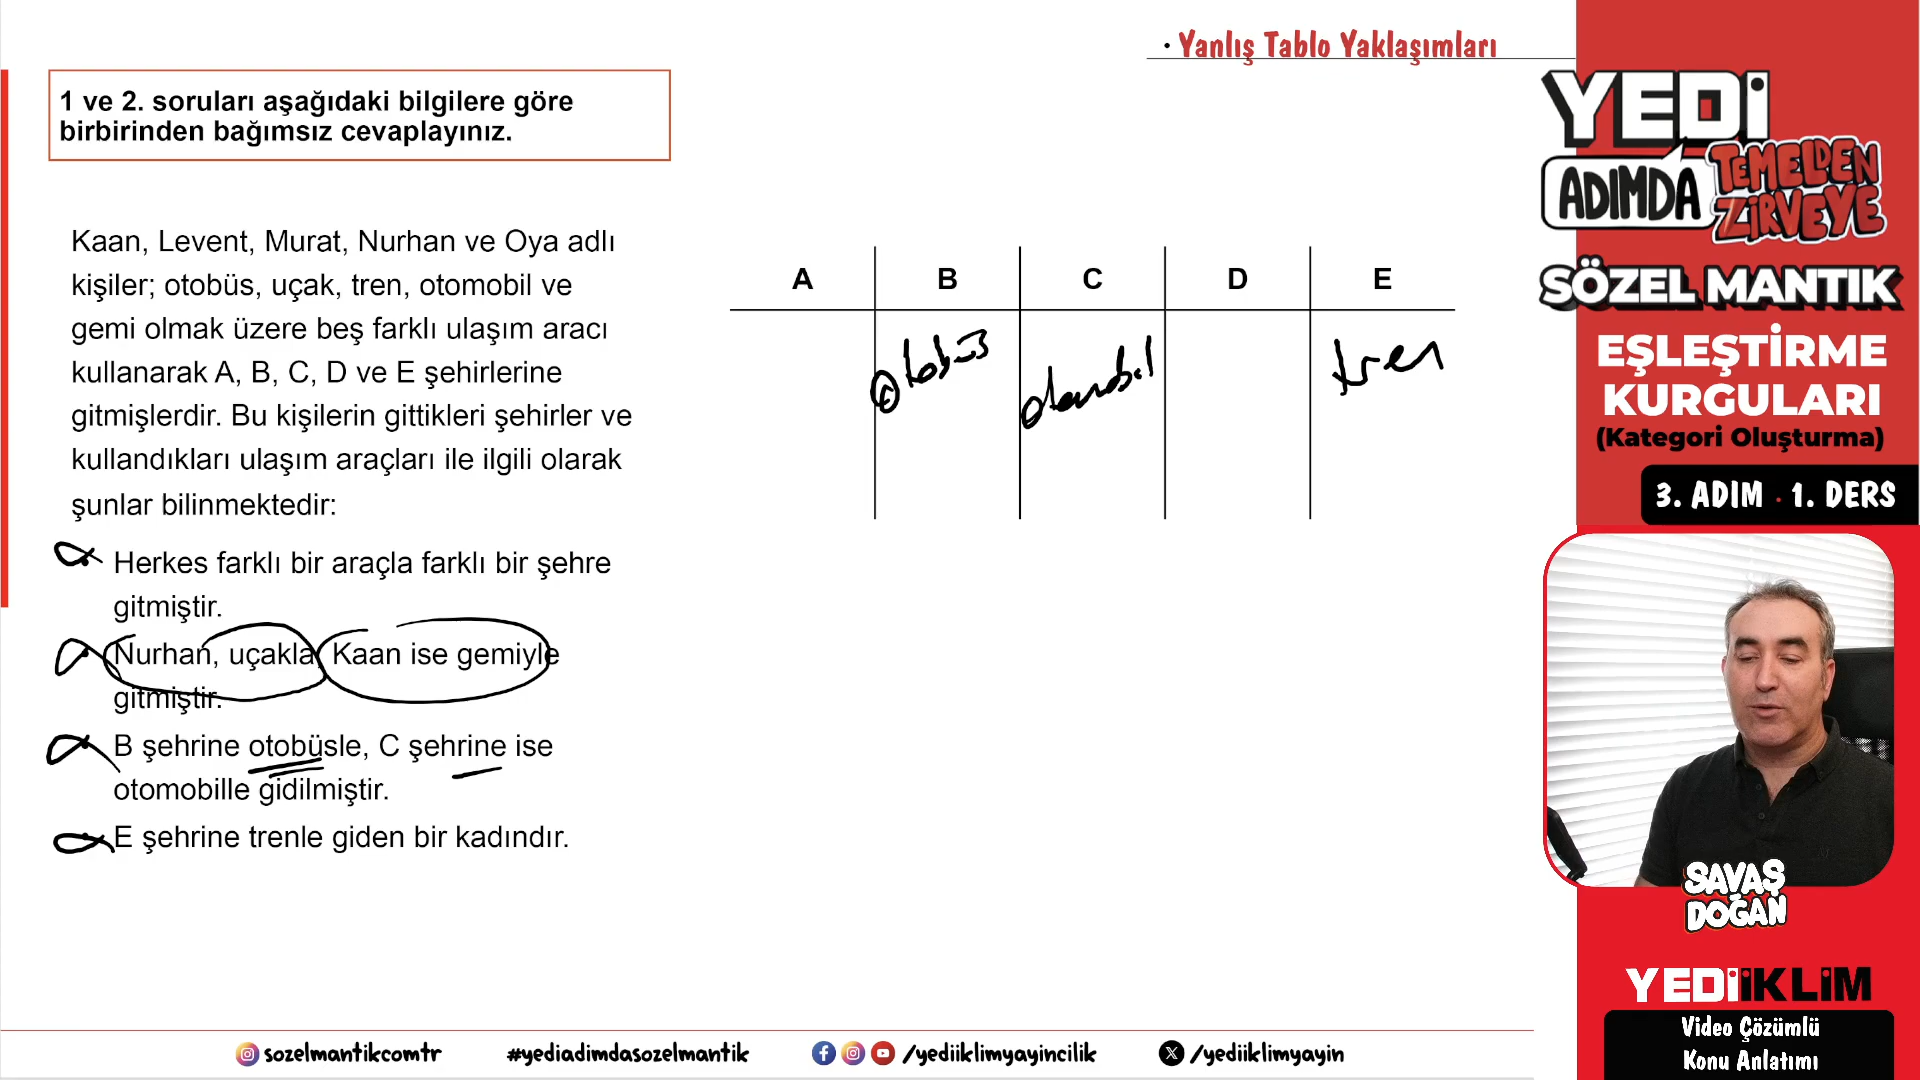 · Yanlış Tablo Yaklaşımları
1 ve 2. soruları aşağıdaki bilgilere göre
birbirinden bağımsız cevaplayınız.
Kaan, Levent, Murat, Nurhan ve Oya adlı
kişiler; otobüs, uçak, tren, otomobil ve
gemi olmak üzere beş farklı ulaşım aracı
kullanarak A, B, C, D ve E şehirlerine
gitmişlerdir. Bu kişilerin gittikleri şehirler ve
kullandıkları ulaşım araçları ile ilgili olarak
şunlar bilinmektedir:
Herkes farklı bir araçla farklı bir şehre
gitmiştir.
Nurhan, uçakla, Kaan ise gemiyle
gitmiştir.
B şehrine otobüsle, C şehrine ise
otomobille gidilmiştir.
E şehrine trenle giden bir kadındır.
A B C D E
otobüs otomobil tren
YEDİ
ADIMDA TEMELDEN
ZİRVEYE
SÖZEL MANTIK
EŞLEŞTİRME
KURGULARI
(Kategori Oluşturma)
3. ADIM · 1. DERS
SAVAŞ
DOĞAN
YEDİİKLİM
Video Çözümlü
Konu Anlatımı
sozelmantikcomtr #yediadimdasozelmantik /yediiklimyayincilik /yediiklimyayin